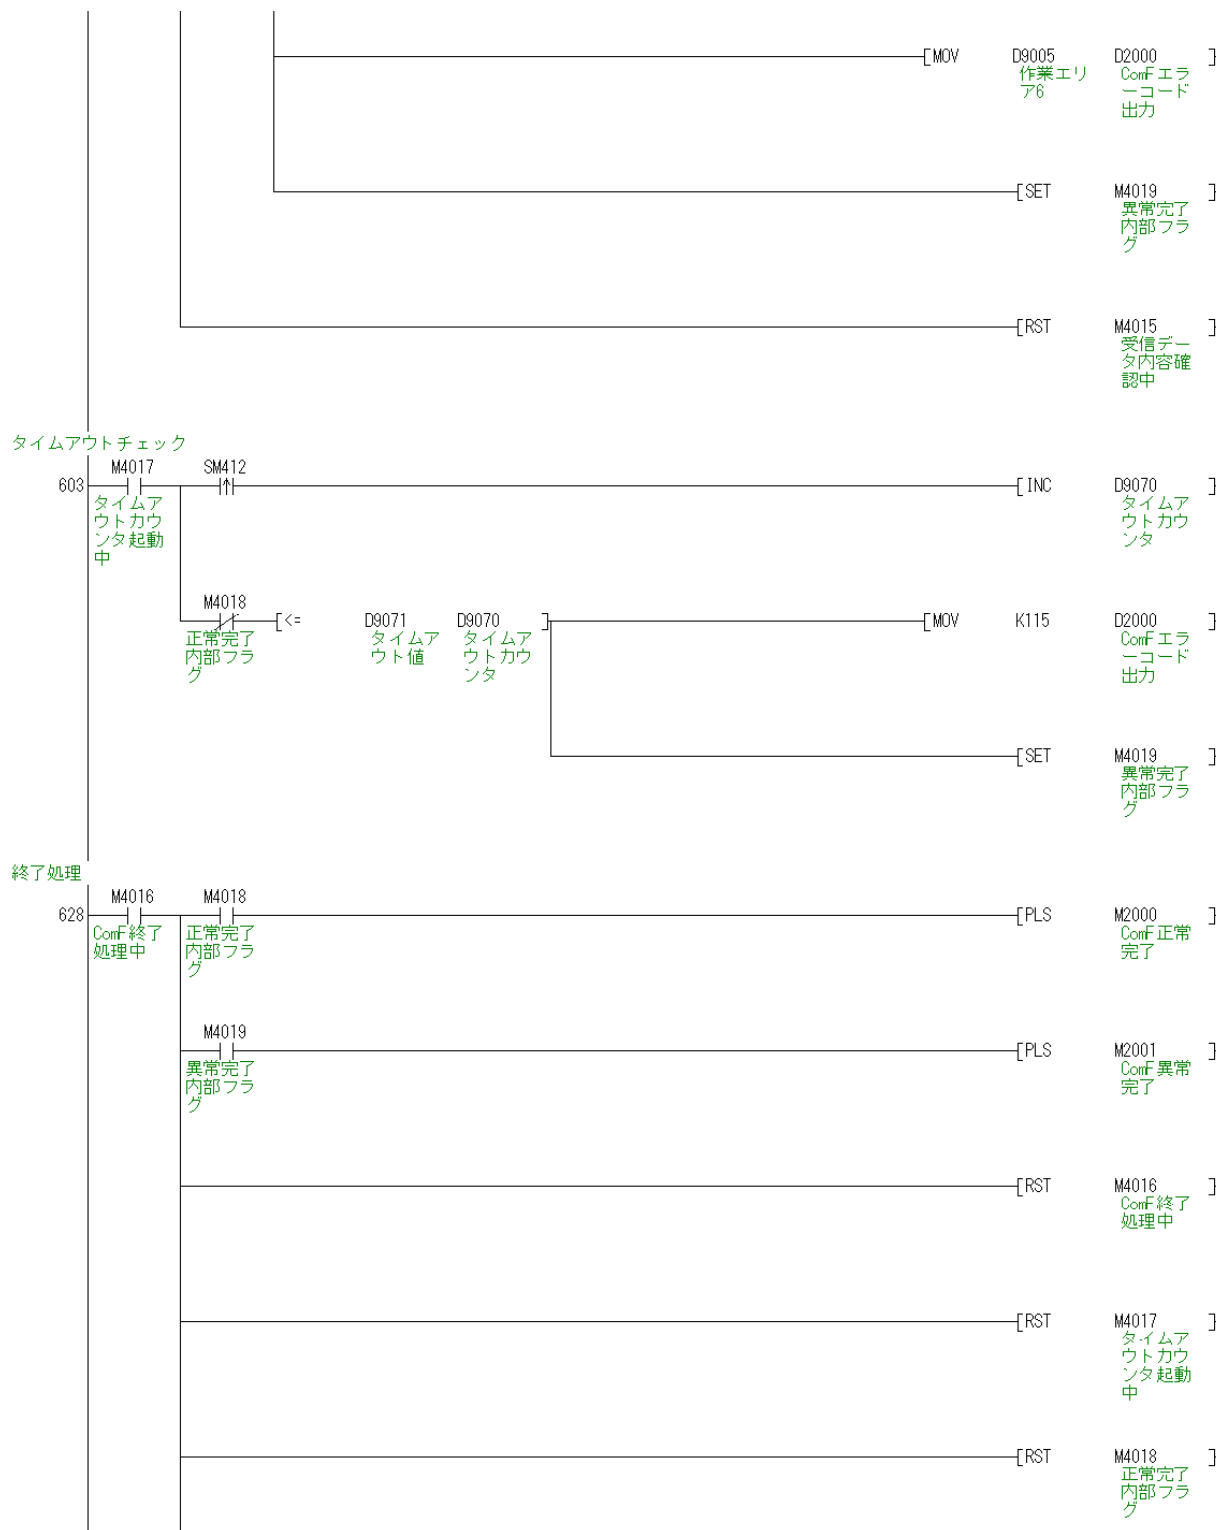 MOV D9005 D2000
作業エリ ComFエラ
ア6 ーコード
出力
SET M4019
異常完了
内部フラ
グ
RST M4015
受信デー
タ内容確
認中
タイムアウトチェック
M4017 SM412
603 INC D9070
タイムア タイムア
ウトカウ ウトカウ
ンタ起動 ンタ
中
M4018
<= D9071 D9070 MOV K115 D2000
正常完了 タイムア タイムア ComFエラ
内部フラ ウト値 ウトカウ ーコード
グ ンタ 出力
SET M4019
異常完了
内部フラ
グ
終了処理
M4016 M4018
628 PLS M2000
ComF終了 正常完了 ComF正常
処理中 内部フラ 完了
グ
M4019
PLS M2001
異常完了 ComF異常
内部フラ 完了
グ
RST M4016
ComF終了
処理中
RST M4017
タイムア
ウトカウ
ンタ起動
中
RST M4018
正常完了
内部フラ
グ